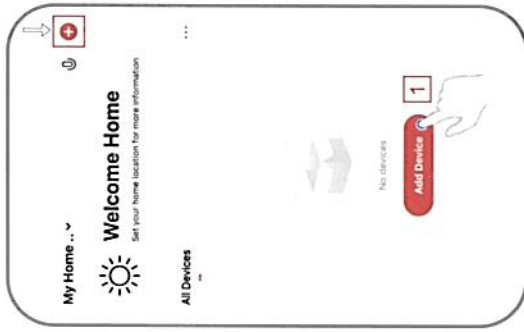 My Home ..
Welcome Home
Set your home location for more information
All Devices
...
No devices
Add Device
1